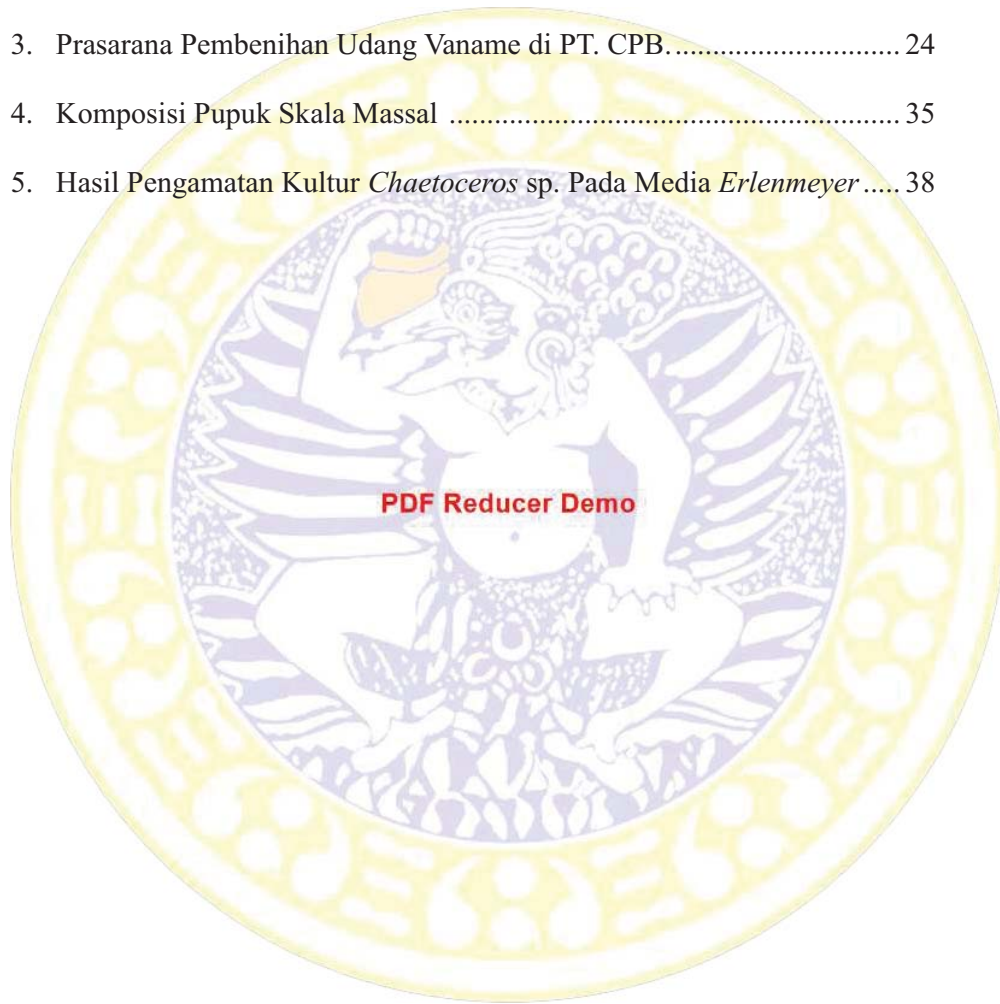 3. Prasarana Pembenihan Udang Vaname di PT. CPB............................. 24
4. Komposisi Pupuk Skala Massal .......................................................... 35
5. Hasil Pengamatan Kultur Chaetoceros sp. Pada Media Erlenmeyer..... 38
PDF Reducer Demo